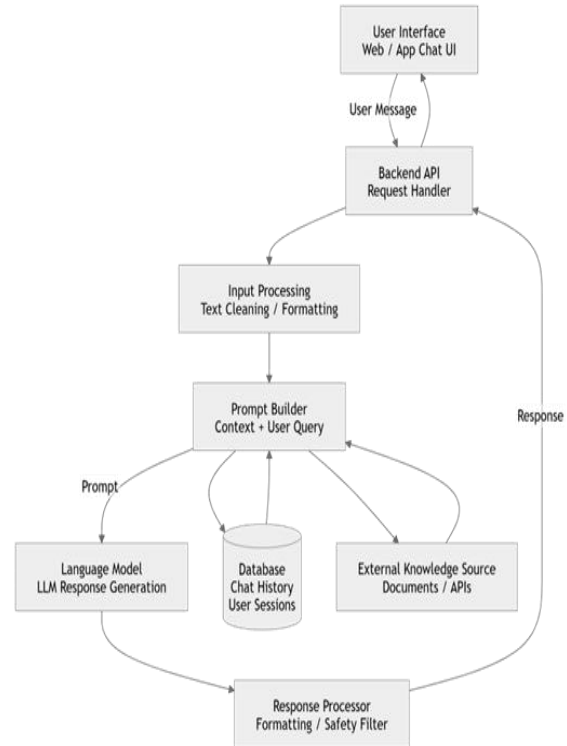 User Interface
Web / App Chat UI
User Message
Backend API
Request Handler
Input Processing
Text Cleaning / Formatting
Prompt Builder
Context + User Query
Response
Prompt
Language Model
LLM Response Generation
Database
Chat History
User Sessions
External Knowledge Source
Documents / APIs
Response Processor
Formatting / Safety Filter